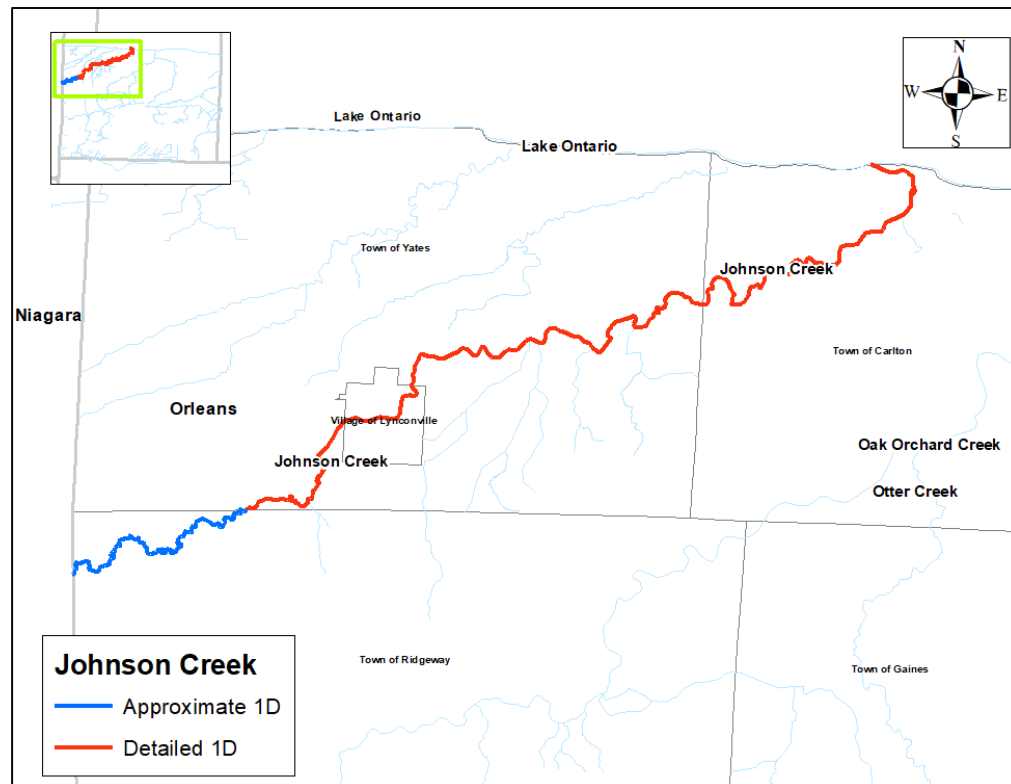 N
W E
S
Lake Ontario
Lake Ontario
Town of Yates
Johnson Creek
Niagara
Town of Carlton
Orleans
Village of Lynconville
Oak Orchard Creek
Johnson Creek
Otter Creek
Town of Ridgeway
Town of Gaines
Johnson Creek
Approximate 1D
Detailed 1D